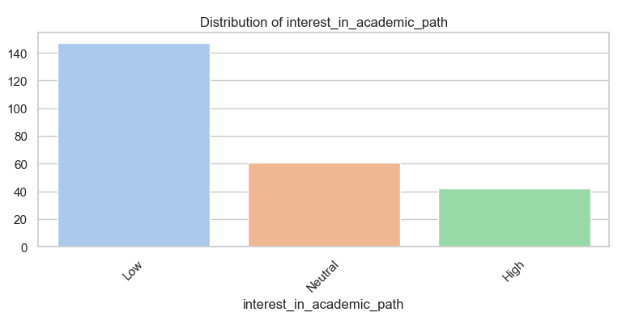 Distribution of interest_in_academic_path
140
120
100
80
60
40
20
0
Low
Neutral
High
interest_in_academic_path